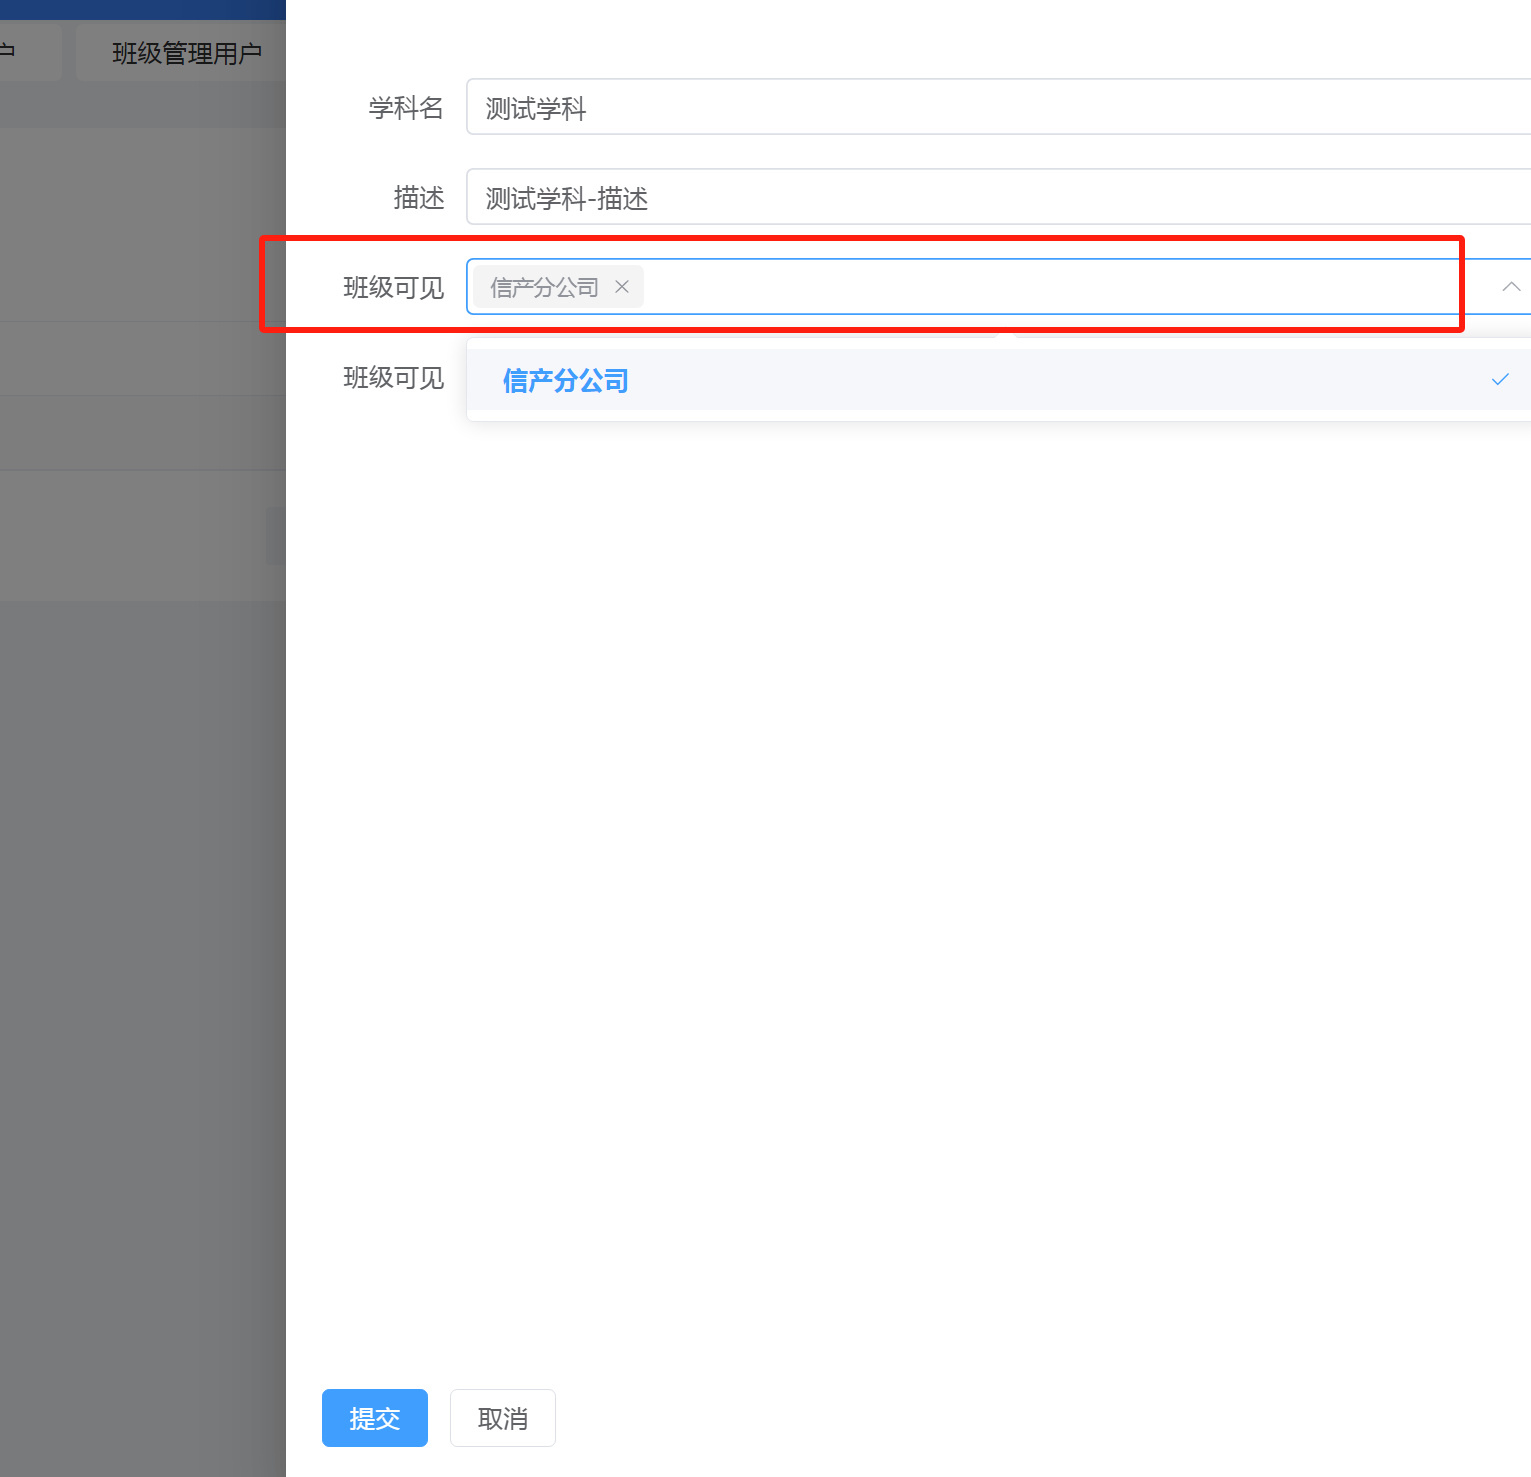 户
班级管理用户
学科名
测试学科
描述
测试学科-描述
班级可见
信产分公司
班级可见
信产分公司
提交
取消